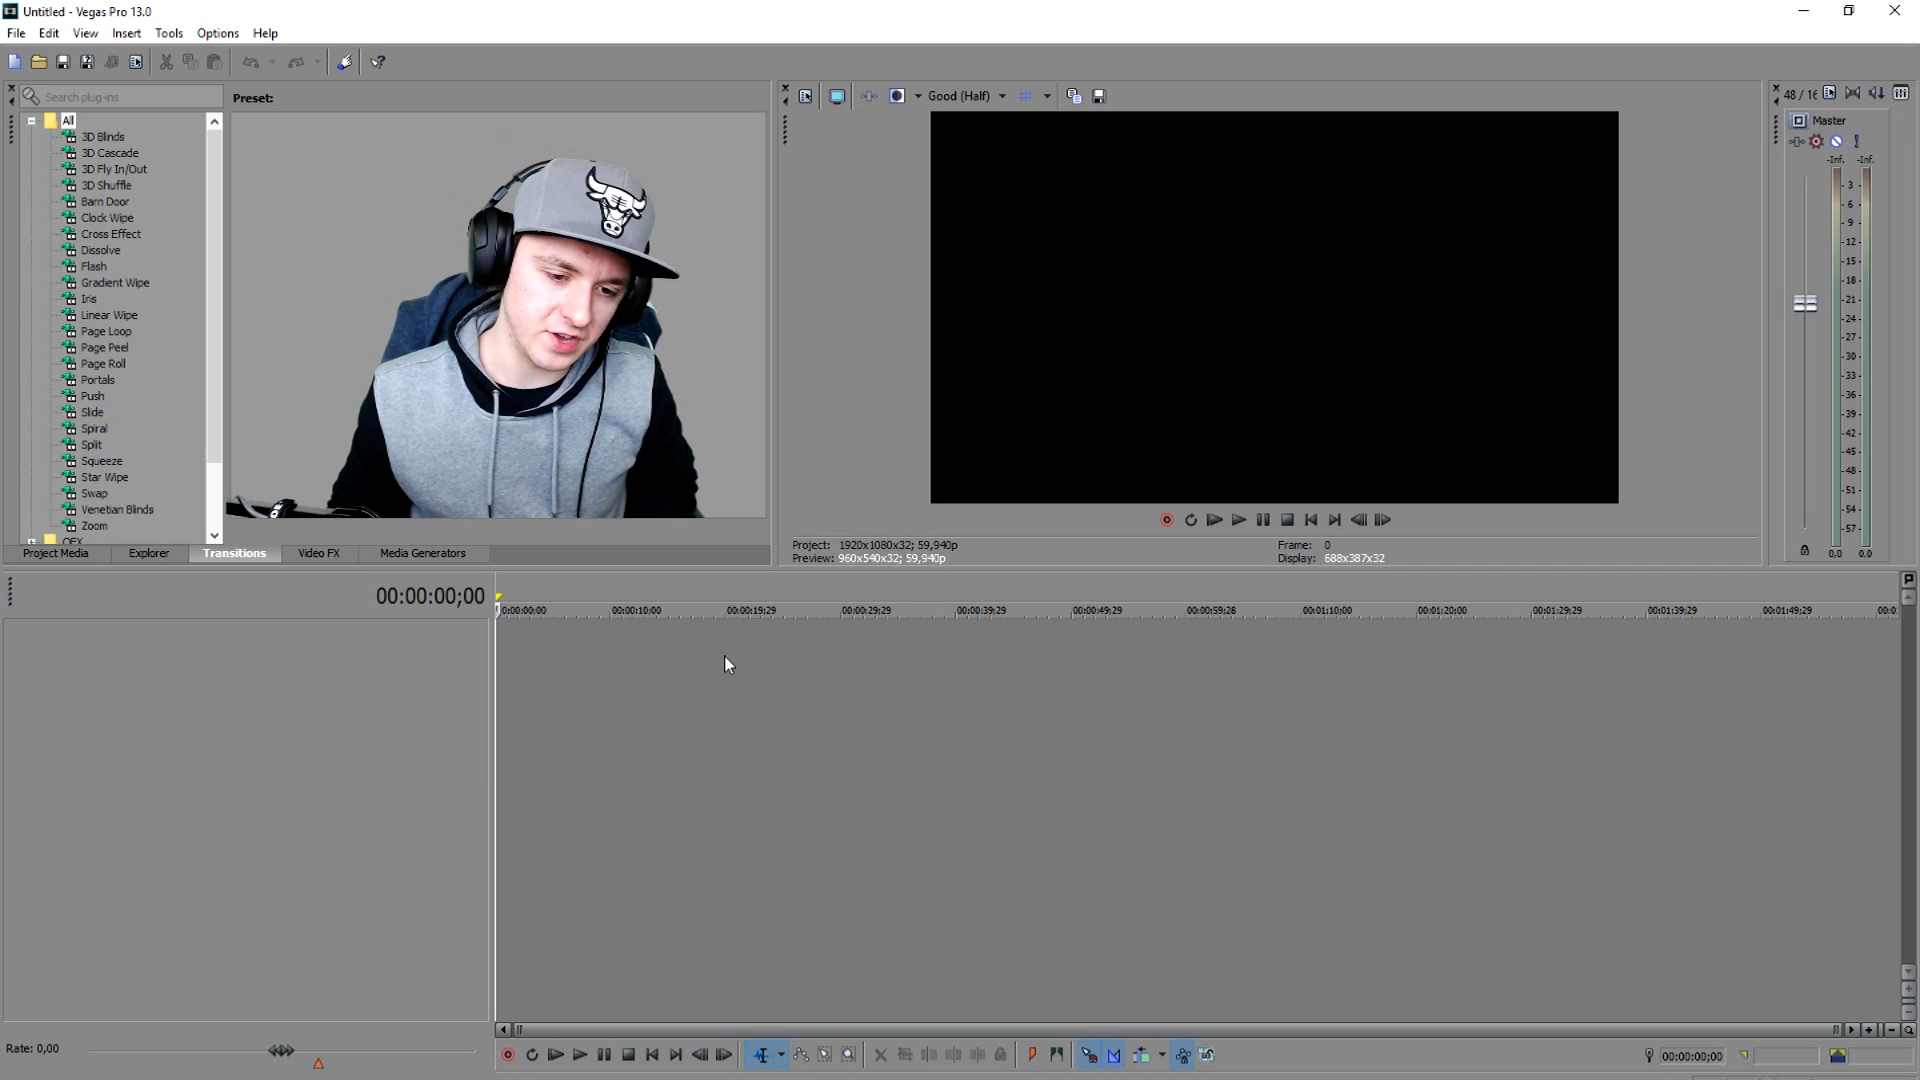 Untitled - Vegas Pro 13.0
File Edit View Insert Tools Options Help
Search plug-ins
Preset:
All
3D Blinds
3D Cascade
3D Fly In/Out
3D Shuffle
Barn Door
Clock Wipe
Cross Effect
Dissolve
Flash
Gradient Wipe
Iris
Linear Wipe
Page Loop
Page Peel
Page Roll
Portals
Push
Slide
Spiral
Split
Squeeze
Star Wipe
Swap
Venetian Blinds
Zoom
OFX
Project Media Explorer Transitions Video FX Media Generators
Good (Half)
Project: 1920x1080x32; 59,940p
Preview: 960x540x32; 59,940p
Frame: 0
Display: 688x387x32
48 / 16
Master
-Inf. -Inf.
3
6
9
-12-
-15-
-18-
-21-
-24-
-27-
-30-
-33-
-36-
-39-
-42-
-45-
-48-
-51-
-54-
-57-
0,0 0,0
00:00:00;00
0:00:00;00 00:00:10;00 00:00:19;29 00:00:29;29 00:00:39;29 00:00:49;29 00:00:59;28 00:01:10;00 00:01:20;00 00:01:29;29 00:01:39;29 00:01:49;29 00:0
Rate: 0,00
00:00:00;00